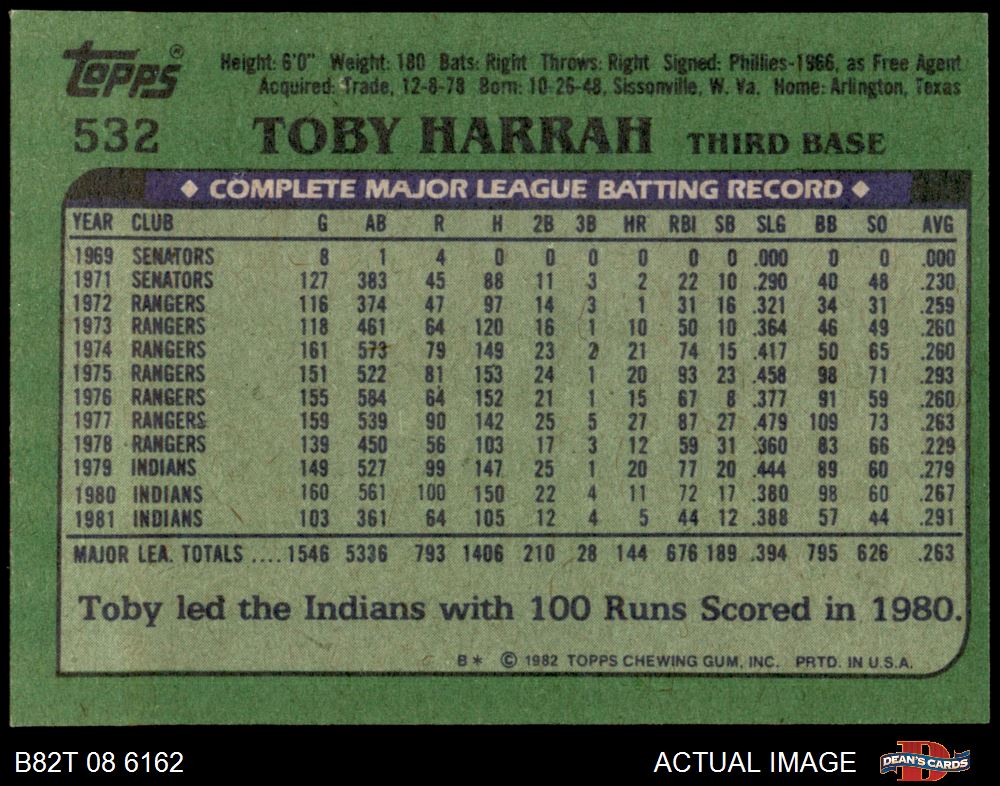 Topps®
Height: 6'0" Weight: 180 Bats: Right Throws: Right Signed: Phillies-1966, as Free Agent
Acquired: Trade, 12-8-78 Born: 10-26-48, Sissonville, W. Va. Home: Arlington, Texas
532 TOBY HARRAH THIRD BASE
◆ COMPLETE MAJOR LEAGUE BATTING RECORD ◆
YEAR CLUB G AB R H 2B 3B HR RBI SB SLG BB SO AVG
1969 SENATORS 8 1 4 0 0 0 0 0 0 .000 0 0 .000
1971 SENATORS 127 383 45 88 11 3 2 22 10 .290 40 48 .230
1972 RANGERS 116 374 47 97 14 3 1 31 16 .321 34 31 .259
1973 RANGERS 118 461 64 120 16 1 10 50 10 .364 46 49 .260
1974 RANGERS 161 573 79 149 23 2 21 74 15 .417 50 65 .260
1975 RANGERS 151 522 81 153 24 1 20 93 23 .458 98 71 .293
1976 RANGERS 155 584 64 152 21 1 15 67 8 .377 91 59 .260
1977 RANGERS 159 539 90 142 25 5 27 87 27 .479 109 73 .263
1978 RANGERS 139 450 56 103 17 3 12 59 31 .360 83 66 .229
1979 INDIANS 149 527 99 147 25 1 20 77 20 .444 89 60 .279
1980 INDIANS 160 561 100 150 22 4 11 72 17 .380 98 60 .267
1981 INDIANS 103 361 64 105 12 4 5 44 12 .388 57 44 .291
MAJOR LEA. TOTALS .... 1546 5336 793 1406 210 28 144 676 189 .394 795 626 .263
Toby led the Indians with 100 Runs Scored in 1980.
B* © 1982 TOPPS CHEWING GUM, INC. PRTD. IN U.S.A.
B82T 08 6162 ACTUAL IMAGE D DEAN'S CARDS